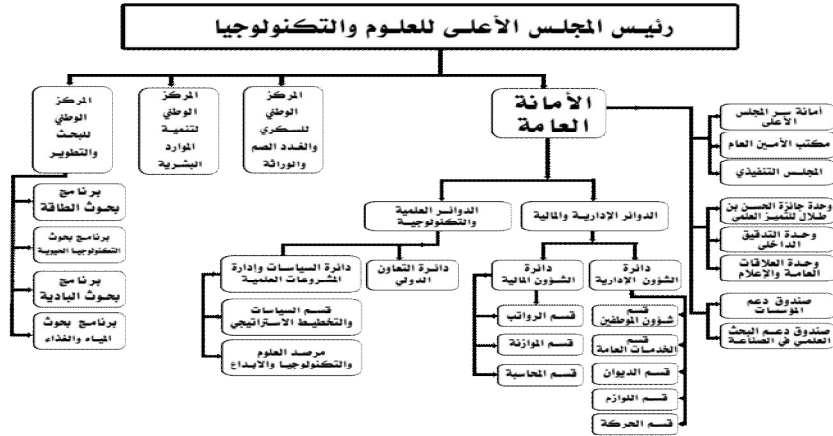 رئيس المجلس الأعلى للعلوم والتكنولوجيا
الأمانة
العامة
المركز
الوطني
للسكري
والغدد الصم
والوراثة
المركز
الوطني
لتنمية
الموارد
البشرية
المركز
الوطني
للبحث
والتطوير
أمانة سر المجلس
الأعلى
مكتب الأمين العام
المجلس التنفيذي
وحدة جائزة الحسن بن
طلال للتميز العلمي
وحدة التدقيق
الداخلي
وحدة العلاقات
العامة والإعلام
صندوق دعم
المؤسسات
صندوق دعم البحث
العلمي في الصناعة
برنامج
بحوث الطاقة
برنامج بحوث
التكنولوجيا الحيوية
برنامج
بحوث البادية
برنامج بحوث
المياه والغذاء
الدوائر الإدارية والمالية
الدوائر العلمية
والتكنولوجية
دائرة
الشؤون الإدارية
دائرة
الشؤون المالية
دائرة التعاون
الدولي
دائرة السياسات وإدارة
المشروعات العلمية
قسم
شؤون الموظفين
قسم
الخدمات العامة
قسم الديوان
قسم اللوازم
قسم الحركة
قسم الرواتب
قسم الموازنة
قسم المحاسبة
قسم السياسات
والتخطيط الاستراتيجي
مرصد العلوم
والتكنولوجيا والابداع